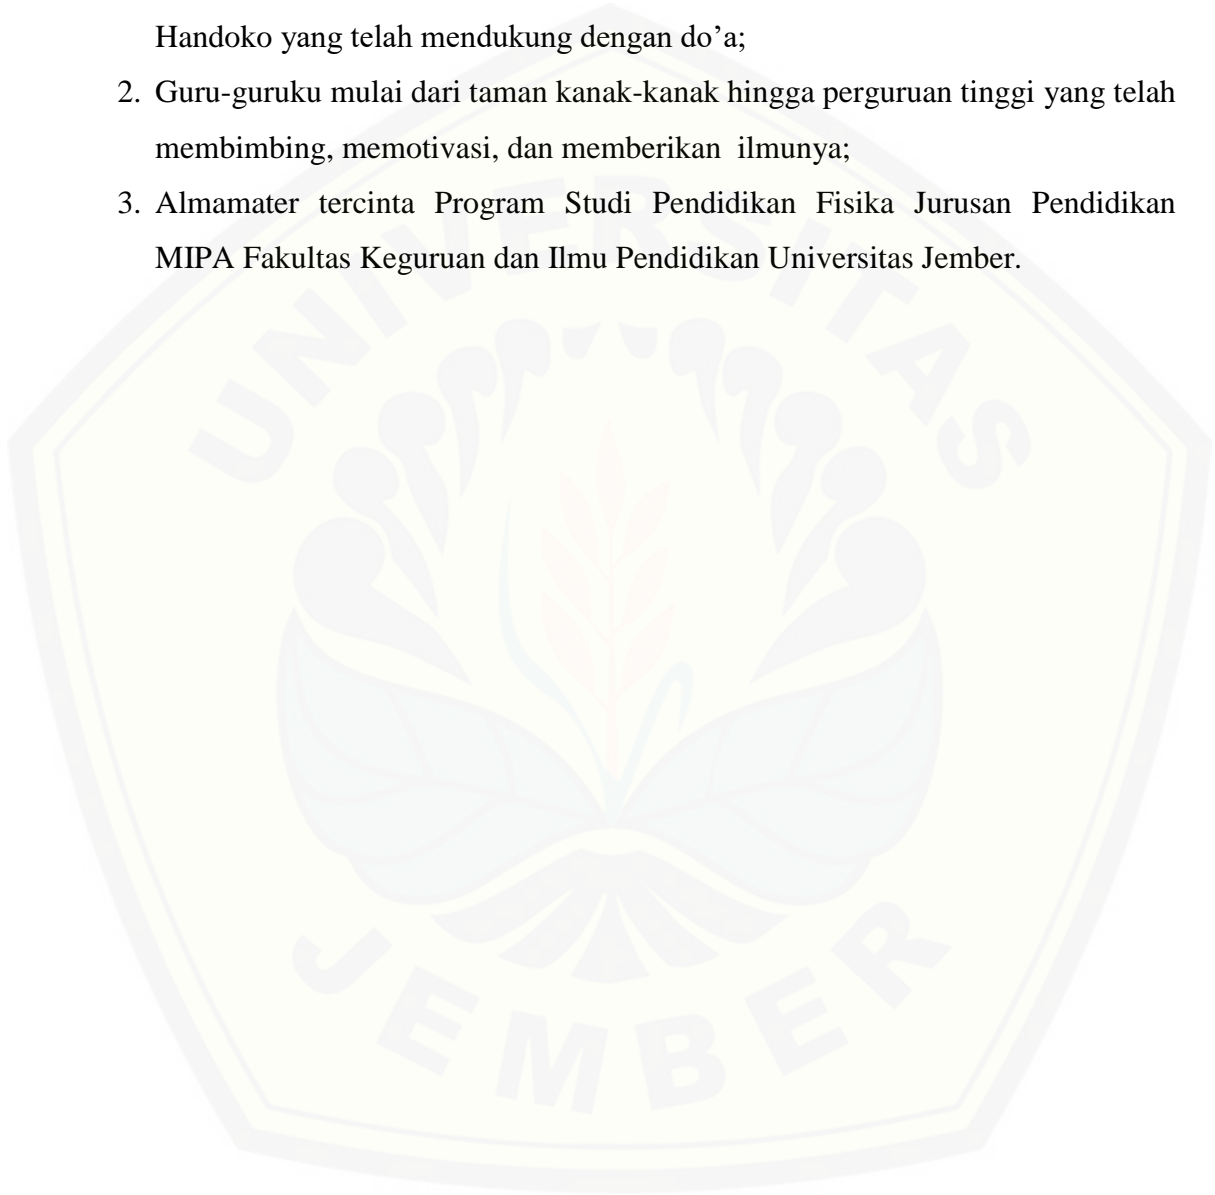 Handoko yang telah mendukung dengan do’a;
2. Guru-guruku mulai dari taman kanak-kanak hingga perguruan tinggi yang telah
membimbing, memotivasi, dan memberikan ilmunya;
3. Almamater tercinta Program Studi Pendidikan Fisika Jurusan Pendidikan
MIPA Fakultas Keguruan dan Ilmu Pendidikan Universitas Jember.
UNIVERSITAS
JEMBER